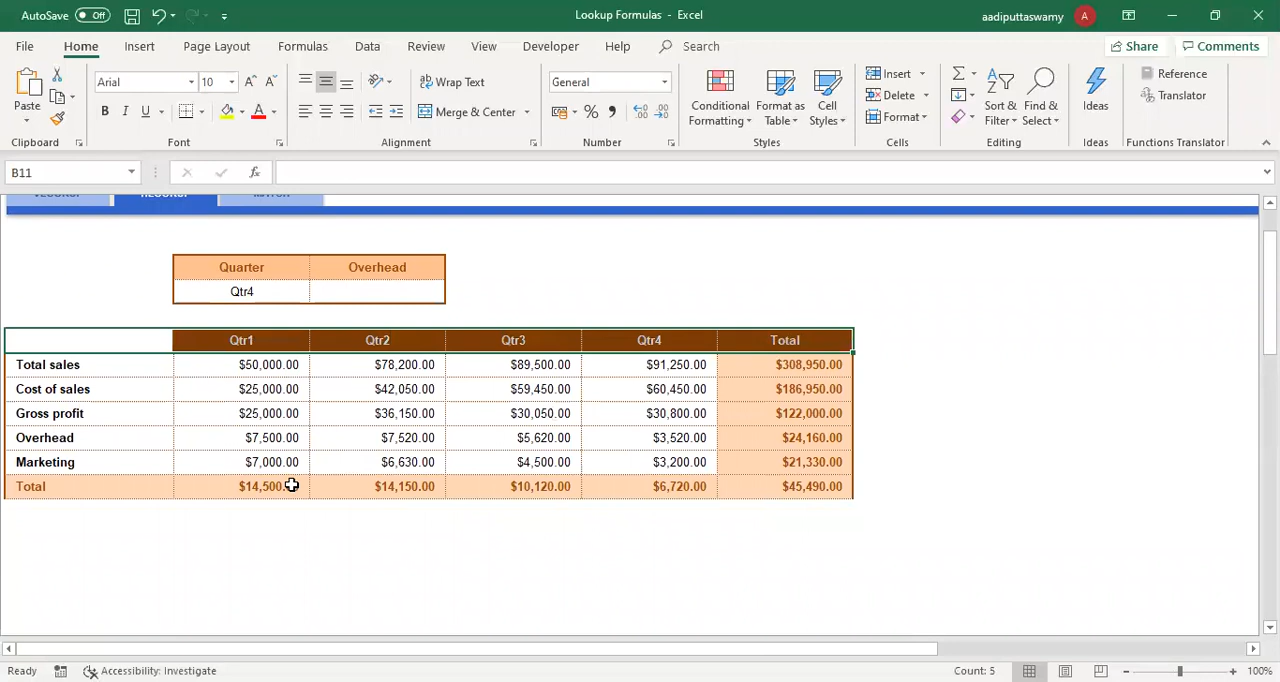 AutoSave Off Lookup Formulas - Excel aadiputtaswamy A
File Home Insert Page Layout Formulas Data Review View Developer Help Search Share Comments
Paste Arial 10 Wrap Text General Conditional Formatting Format as Table Cell Styles Insert Sort & Filter Find & Select Ideas Reference
B I U Merge & Center % Delete Translator
Format
Clipboard Font Alignment Number Styles Cells Editing Ideas Functions Translator
B11 fx
Quarter Overhead
Qtr4
Qtr1 Qtr2 Qtr3 Qtr4 Total
Total sales $50,000.00 $78,200.00 $89,500.00 $91,250.00 $308,950.00
Cost of sales $25,000.00 $42,050.00 $59,450.00 $60,450.00 $186,950.00
Gross profit $25,000.00 $36,150.00 $30,050.00 $30,800.00 $122,000.00
Overhead $7,500.00 $7,520.00 $5,620.00 $3,520.00 $24,160.00
Marketing $7,000.00 $6,630.00 $4,500.00 $3,200.00 $21,330.00
Total $14,500.00 $14,150.00 $10,120.00 $6,720.00 $45,490.00
Ready Accessibility: Investigate Count: 5 100%